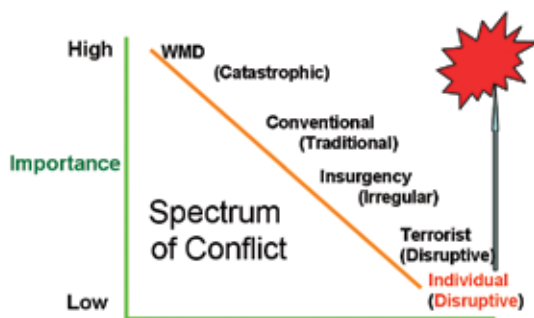 High
WMD
(Catastrophic)
Conventional
(Traditional)
Importance
Insurgency
(Irregular)
Spectrum
of Conflict
Terrorist
(Disruptive)
Individual
(Disruptive)
Low